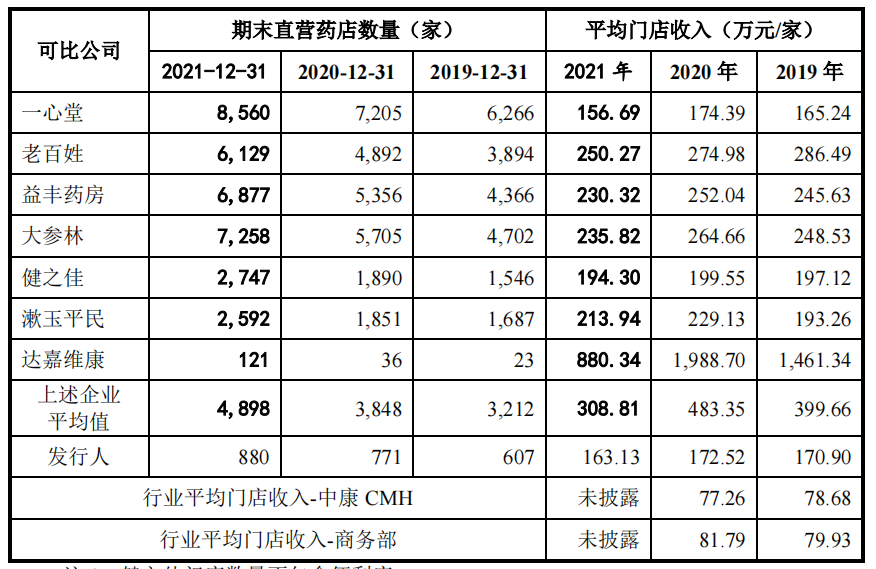 可比公司 期末直营药店数量（家） 平均门店收入（万元/家）
2021-12-31 2020-12-31 2019-12-31 2021 年 2020 年 2019 年
一心堂 8,560 7,205 6,266 156.69 174.39 165.24
老百姓 6,129 4,892 3,894 250.27 274.98 286.49
益丰药房 6,877 5,356 4,366 230.32 252.04 245.63
大参林 7,258 5,705 4,702 235.82 264.66 248.53
健之佳 2,747 1,890 1,546 194.30 199.55 197.12
漱玉平民 2,592 1,851 1,687 213.94 229.13 193.26
达嘉维康 121 36 23 880.34 1,988.70 1,461.34
上述企业
平均值 4,898 3,848 3,212 308.81 483.35 399.66
发行人 880 771 607 163.13 172.52 170.90
行业平均门店收入-中康 CMH 未披露 77.26 78.68
行业平均门店收入-商务部 未披露 81.79 79.93